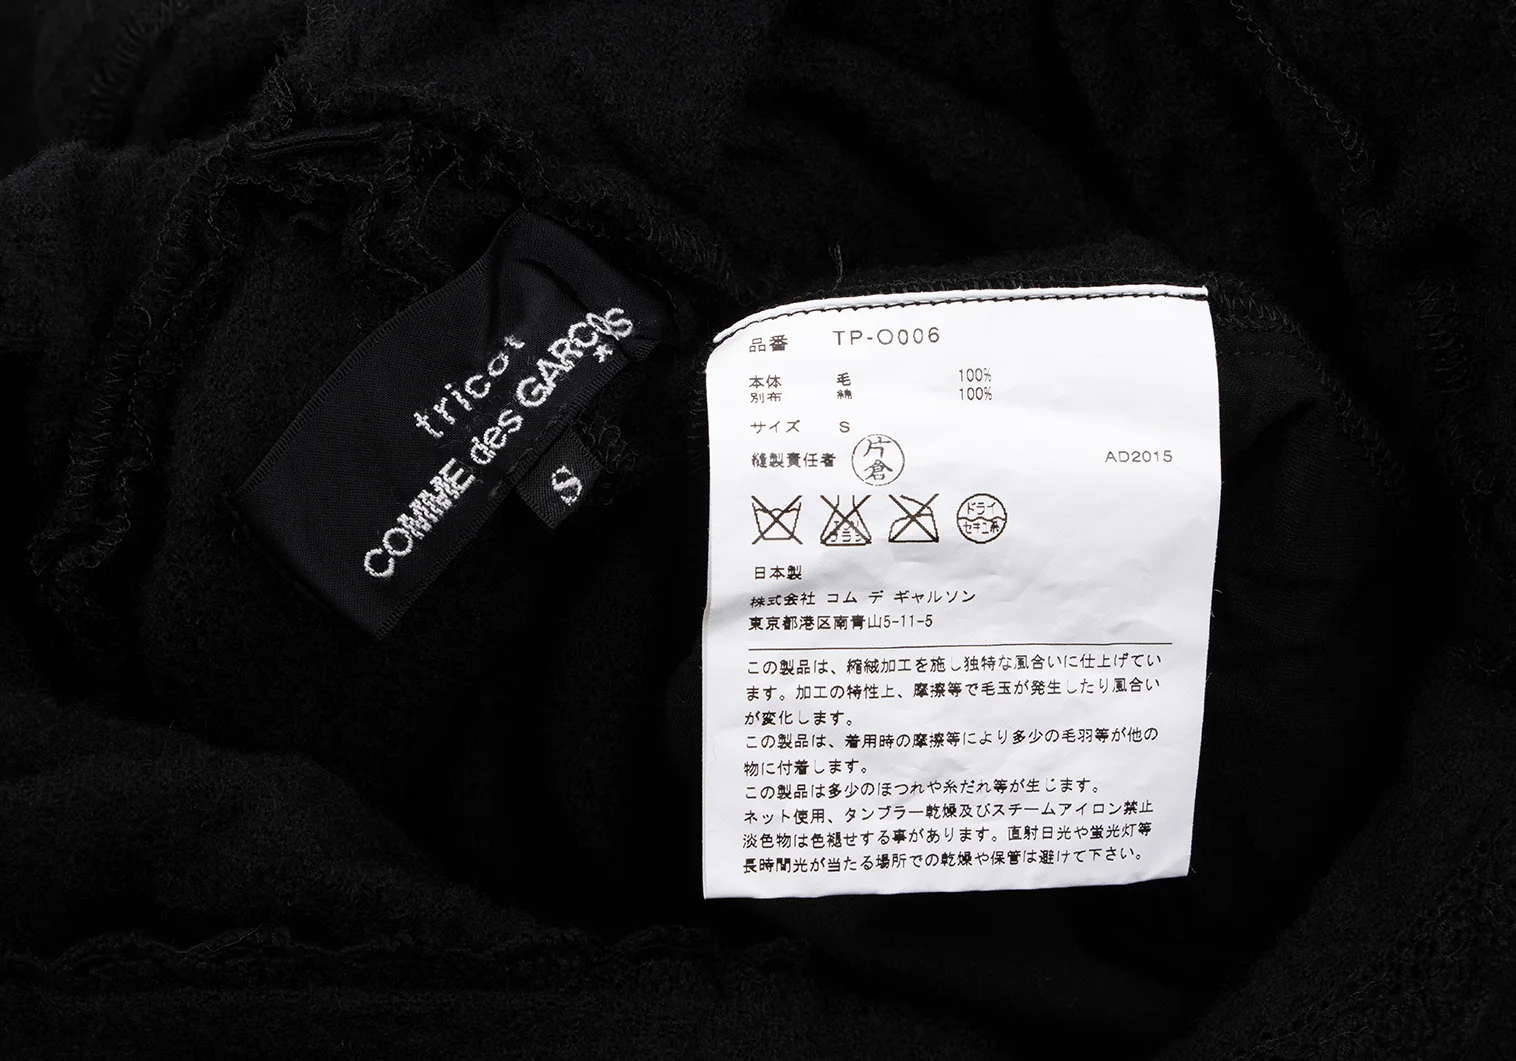 tricot
COMME des GARÇONS
S
品番 TP-O006
本体 毛 100%
別布 綿 100%
サイズ S
縫製責任者 片倉 AD2015
エンソ
サラシ
ドライ
セキユ系
日本製
株式会社 コム デ ギャルソン
東京都港区南青山5-11-5
この製品は、縮絨加工を施し独特な風合いに仕上げてい
ます。加工の特性上、摩擦等で毛玉が発生したり風合い
が変化します。
この製品は、着用時の摩擦等により多少の毛羽等が他の
物に付着します。
この製品は多少のほつれや糸だれ等が生じます。
ネット使用、タンブラー乾燥及びスチームアイロン禁止
淡色物は色褪せする事があります。直射日光や蛍光灯等
長時間光が当たる場所での乾燥や保管は避けて下さい。